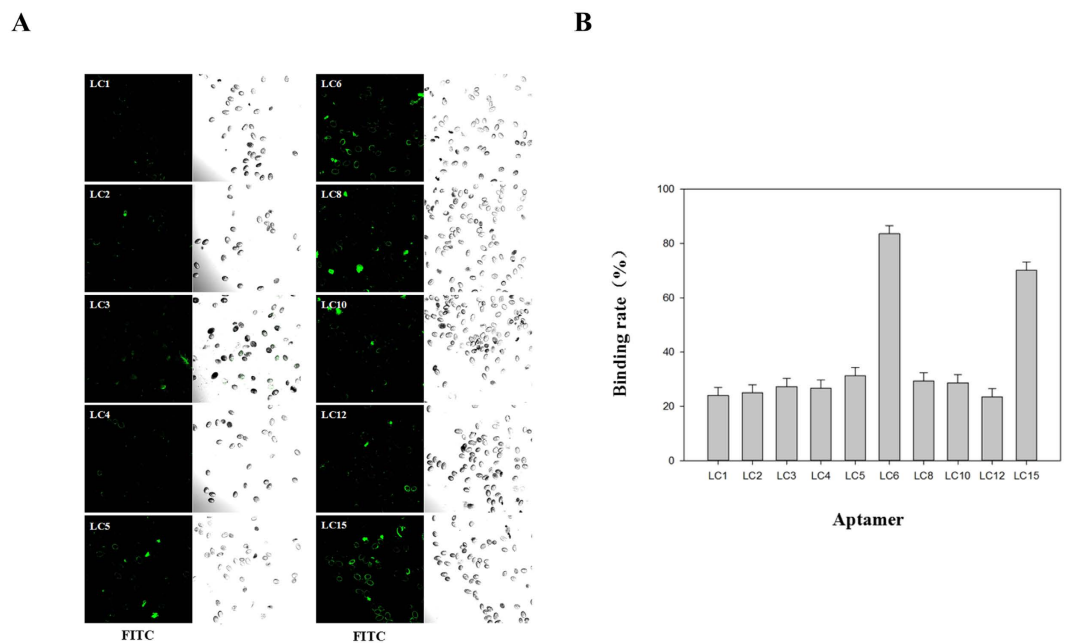 A
B
LC1
LC6
LC2
LC8
LC3
LC10
LC4
LC12
LC5
LC15
FITC
FITC
Binding rate (%)
100
80
60
40
20
0
LC1 LC2 LC3 LC4 LC5 LC6 LC8 LC10 LC12 LC15
Aptamer